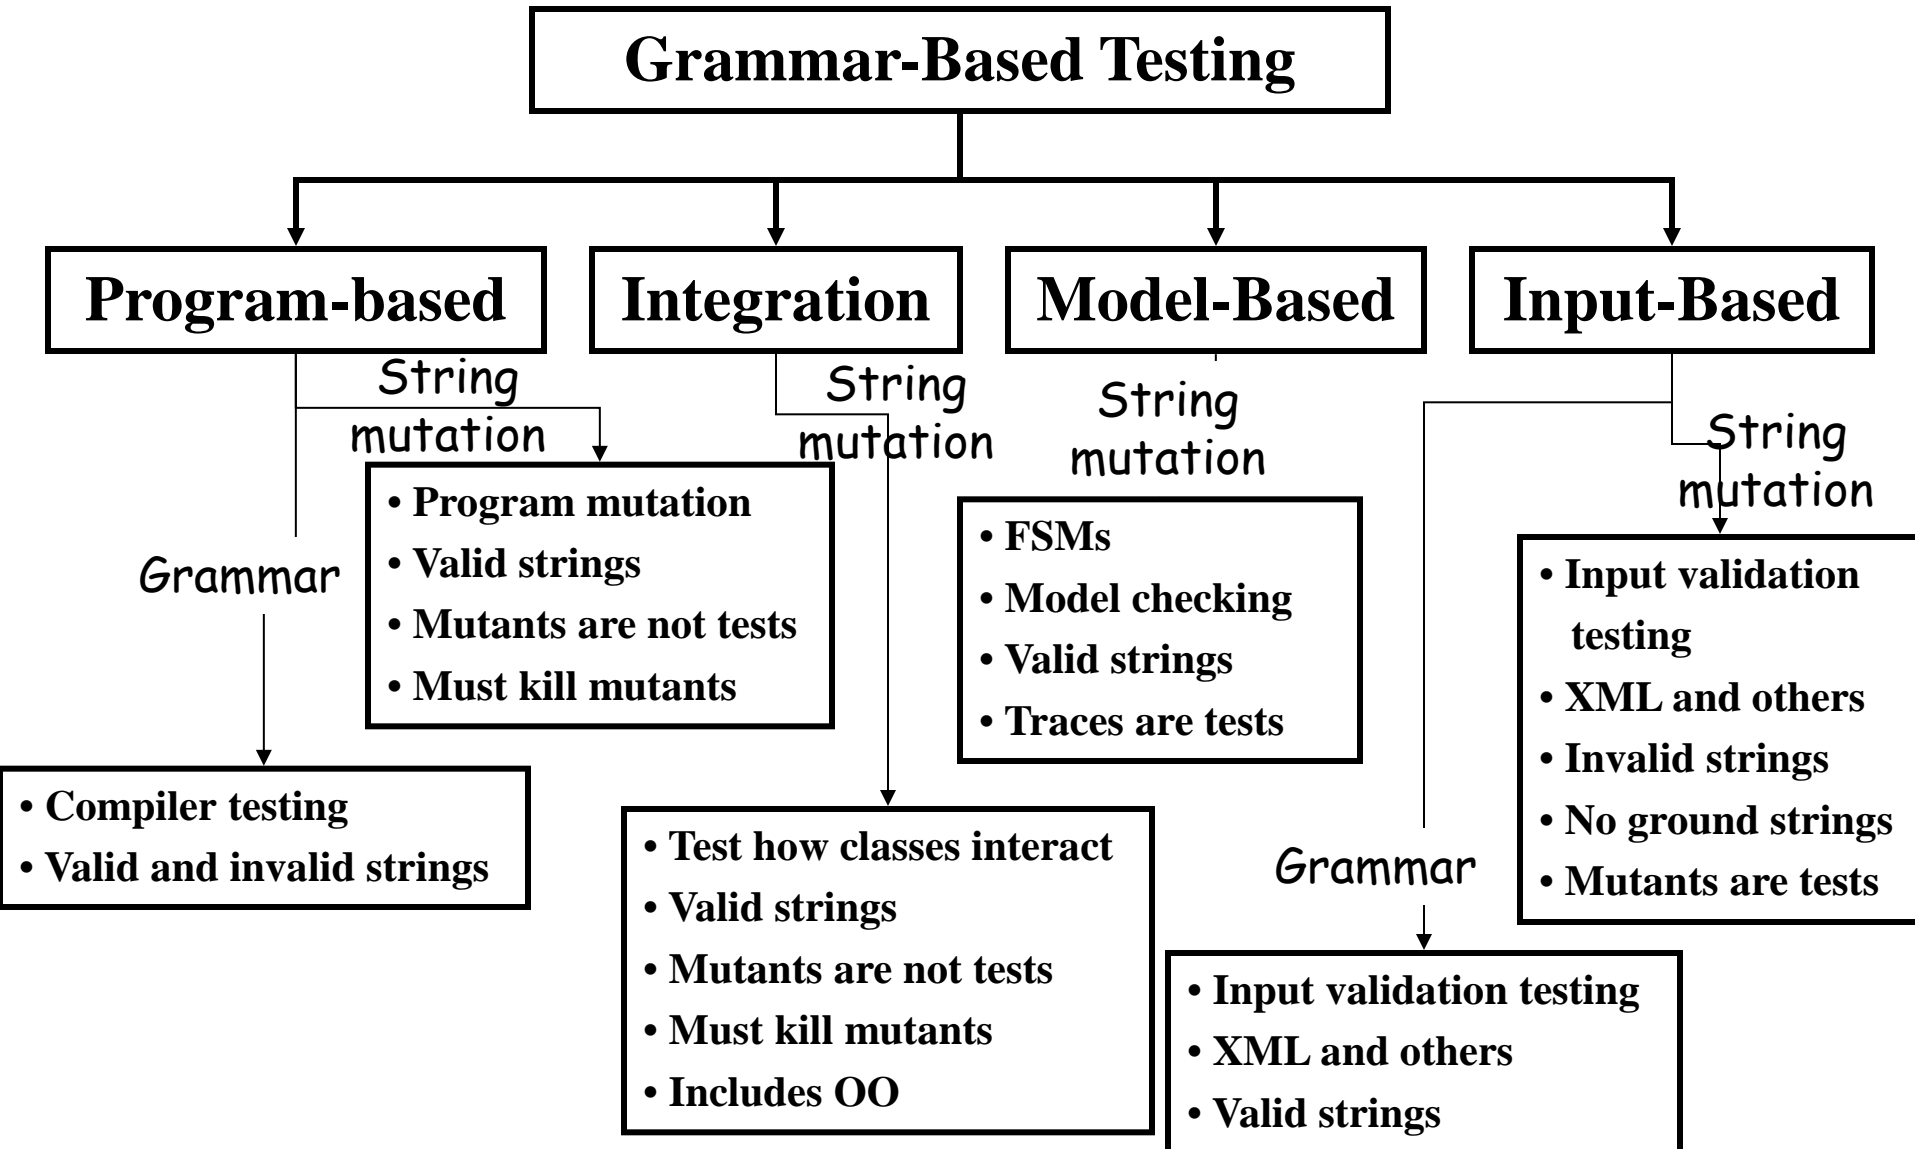 Grammar-Based Testing
Program-based
Integration
Model-Based
Input-Based
String
mutation
• Program mutation
• Valid strings
• Mutants are not tests
• Must kill mutants
Grammar
• Compiler testing
• Valid and invalid strings
String
mutation
• Test how classes interact
• Valid strings
• Mutants are not tests
• Must kill mutants
• Includes OO
String
mutation
• FSMs
• Model checking
• Valid strings
• Traces are tests
String
mutation
• Input validation
testing
• XML and others
• Invalid strings
• No ground strings
• Mutants are tests
Grammar
• Input validation testing
• XML and others
• Valid strings